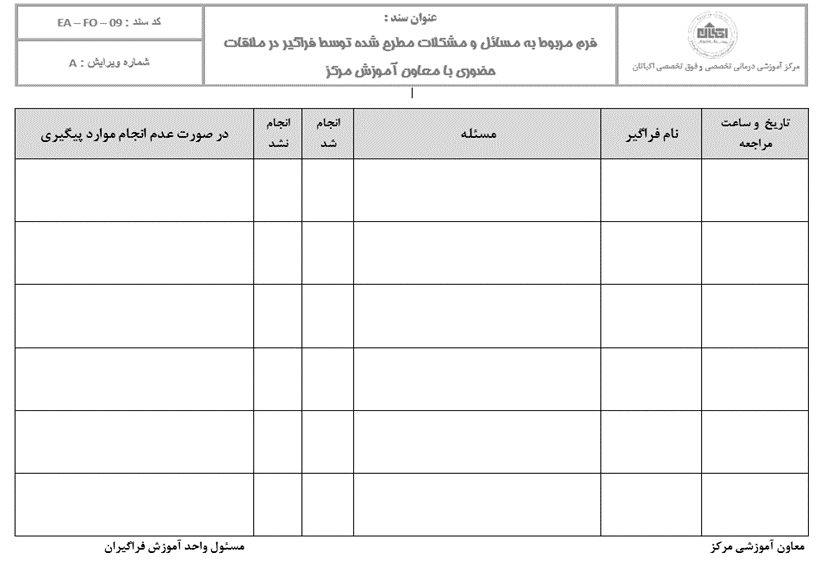 اکباتان
مرکز آموزشی درمانی تخصصی و فوق تخصصی اکباتان
عنوان سند :
فرم مربوط به مسائل و مشکلات مطرح شده توسط فراگیر در ملاقات
حضوری با معاون آموزش مرکز
کد سند : EA – FO – 09
شماره ویرایش : A
تاریخ و ساعت
مراجعه
نام فراگیر
مسئله
انجام
شد
انجام
نشد
در صورت عدم انجام موارد پیگیری
معاون آموزشی مرکز
مسئول واحد آموزش فراگیران